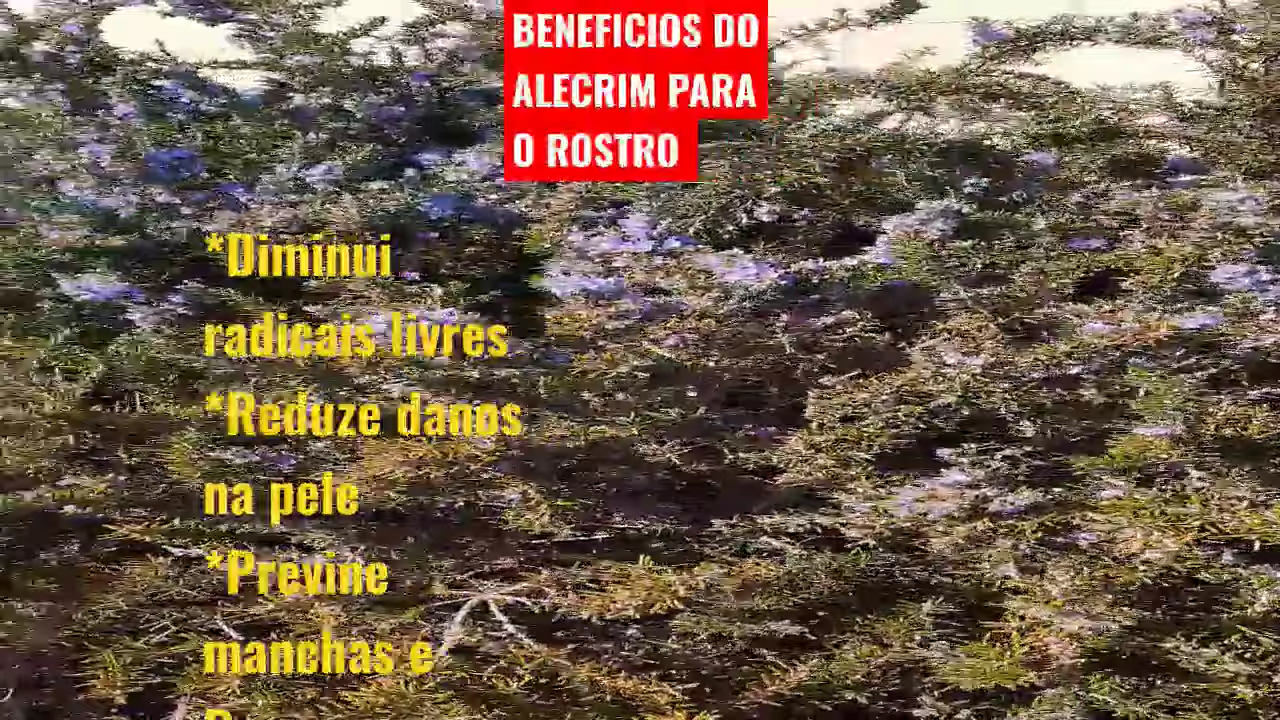 BENEFICIOS DO
ALECRIM PARA
O ROSTRO
*Diminui
radicais livres
*Reduze danos
na pele
*Previne
manchas e